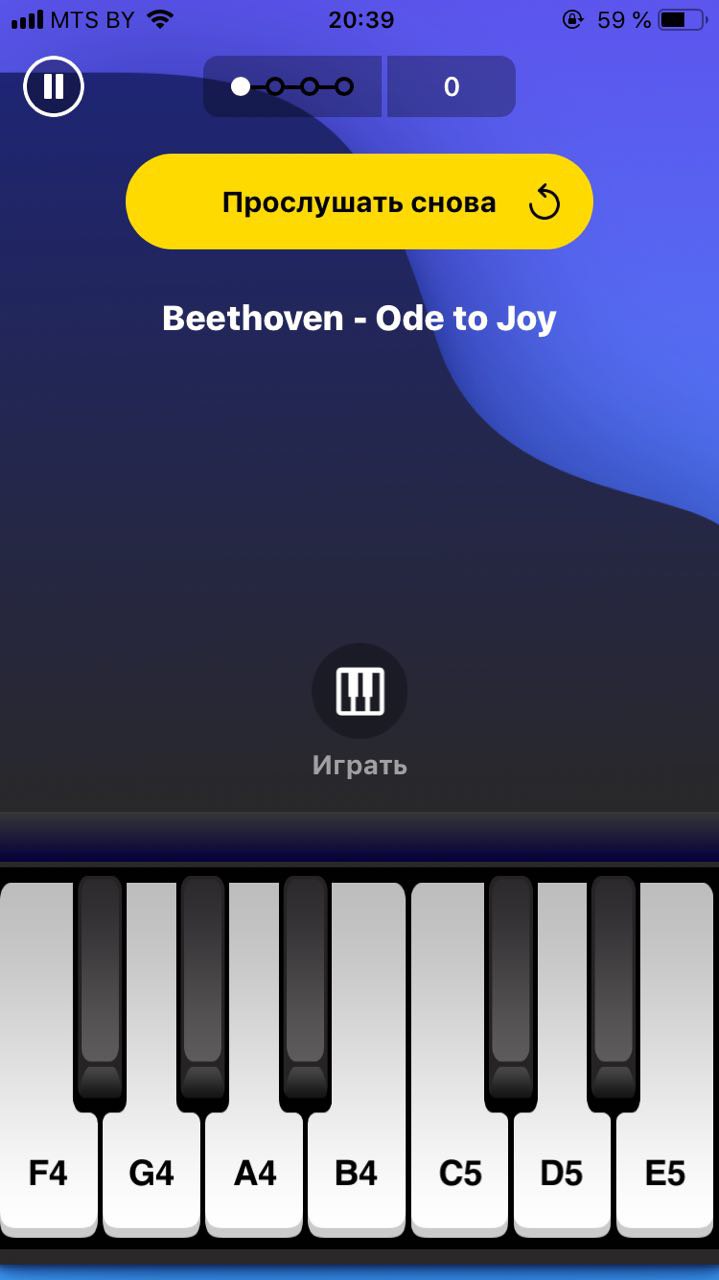 MTS BY 20:39 59 %
0
Прослушать снова
Beethoven - Ode to Joy
Играть
F4 G4 A4 B4 C5 D5 E5